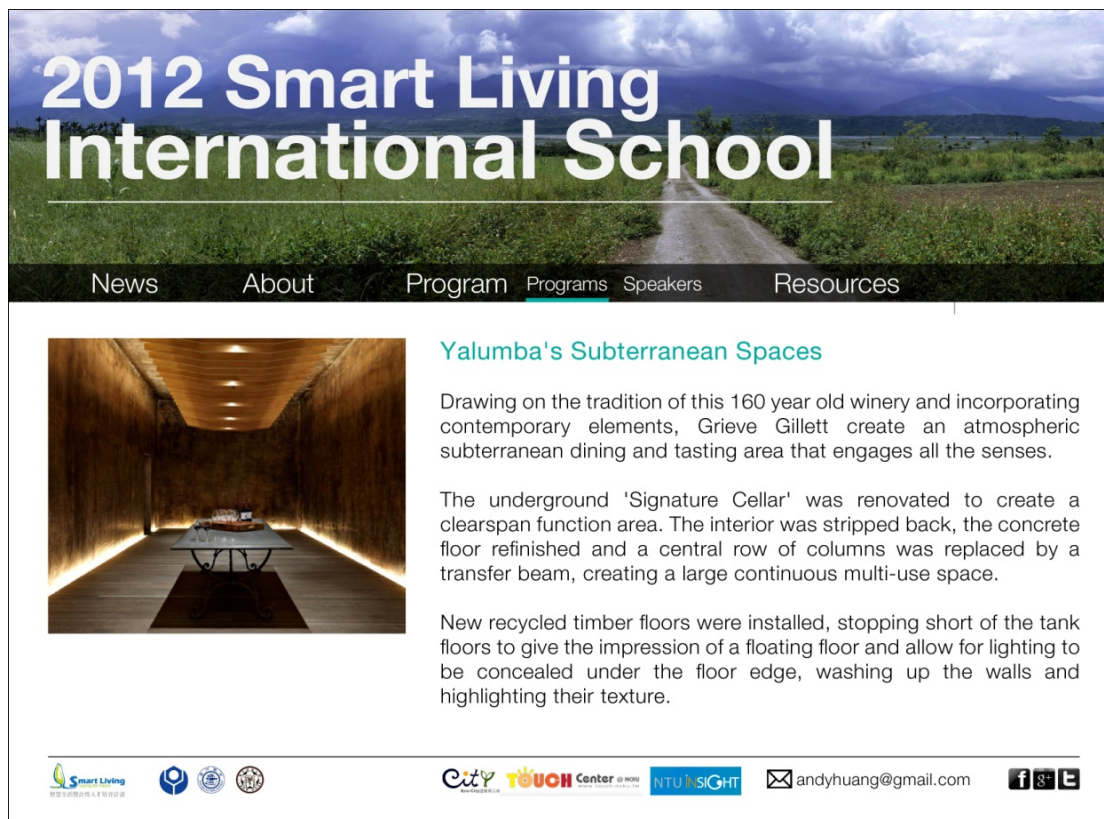 2012 Smart Living
International School
News About Program Programs Speakers Resources
Yalumba's Subterranean Spaces
Drawing on the tradition of this 160 year old winery and incorporating
contemporary elements, Grieve Gillett create an atmospheric
subterranean dining and tasting area that engages all the senses.
The underground 'Signature Cellar' was renovated to create a
clearspan function area. The interior was stripped back, the concrete
floor refinished and a central row of columns was replaced by a
transfer beam, creating a large continuous multi-use space.
New recycled timber floors were installed, stopping short of the tank
floors to give the impression of a floating floor and allow for lighting to
be concealed under the floor edge, washing up the walls and
highlighting their texture.
Smart Living
City TOUCH Center @ NCKU NTU iNSIGHT andyhuang@gmail.com f g+ t